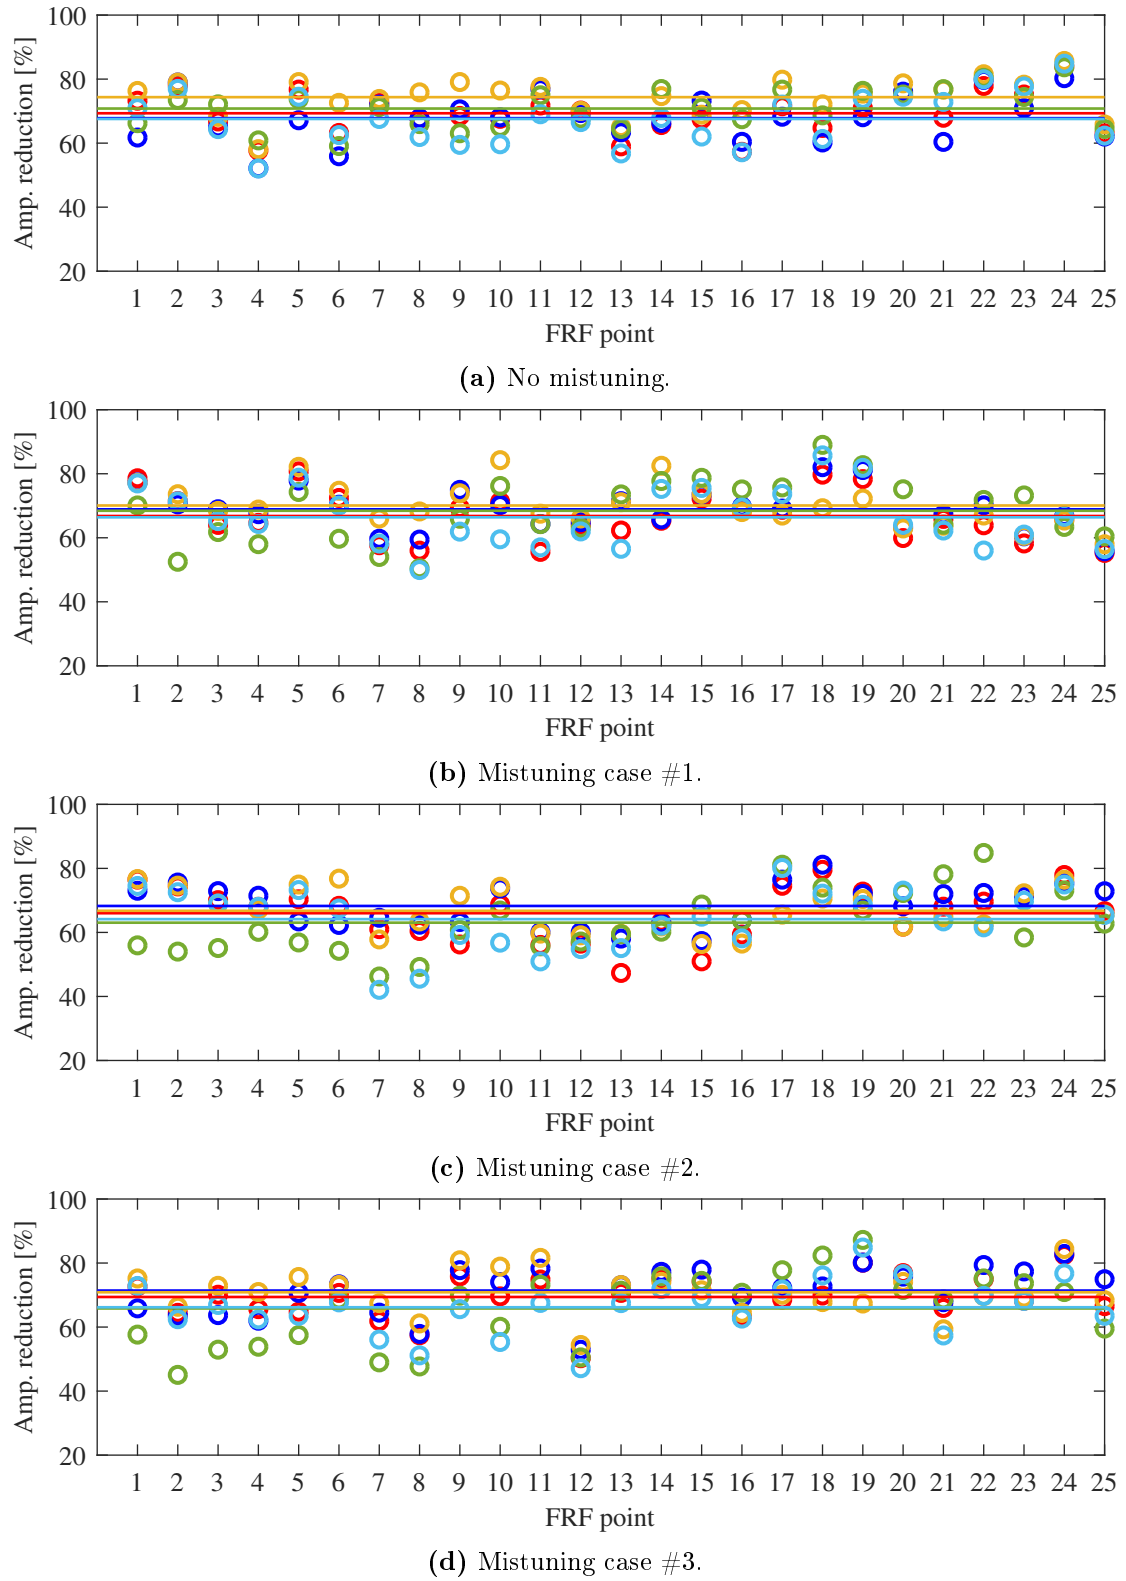 Amp. reduction [%]
100
80
60
40
20
1 2 3 4 5 6 7 8 9 10 11 12 13 14 15 16 17 18 19 20 21 22 23 24 25
FRF point
(a) No mistuning.
Amp. reduction [%]
100
80
60
40
20
1 2 3 4 5 6 7 8 9 10 11 12 13 14 15 16 17 18 19 20 21 22 23 24 25
FRF point
(b) Mistuning case #1.
Amp. reduction [%]
100
80
60
40
20
1 2 3 4 5 6 7 8 9 10 11 12 13 14 15 16 17 18 19 20 21 22 23 24 25
FRF point
(c) Mistuning case #2.
Amp. reduction [%]
100
80
60
40
20
1 2 3 4 5 6 7 8 9 10 11 12 13 14 15 16 17 18 19 20 21 22 23 24 25
FRF point
(d) Mistuning case #3.